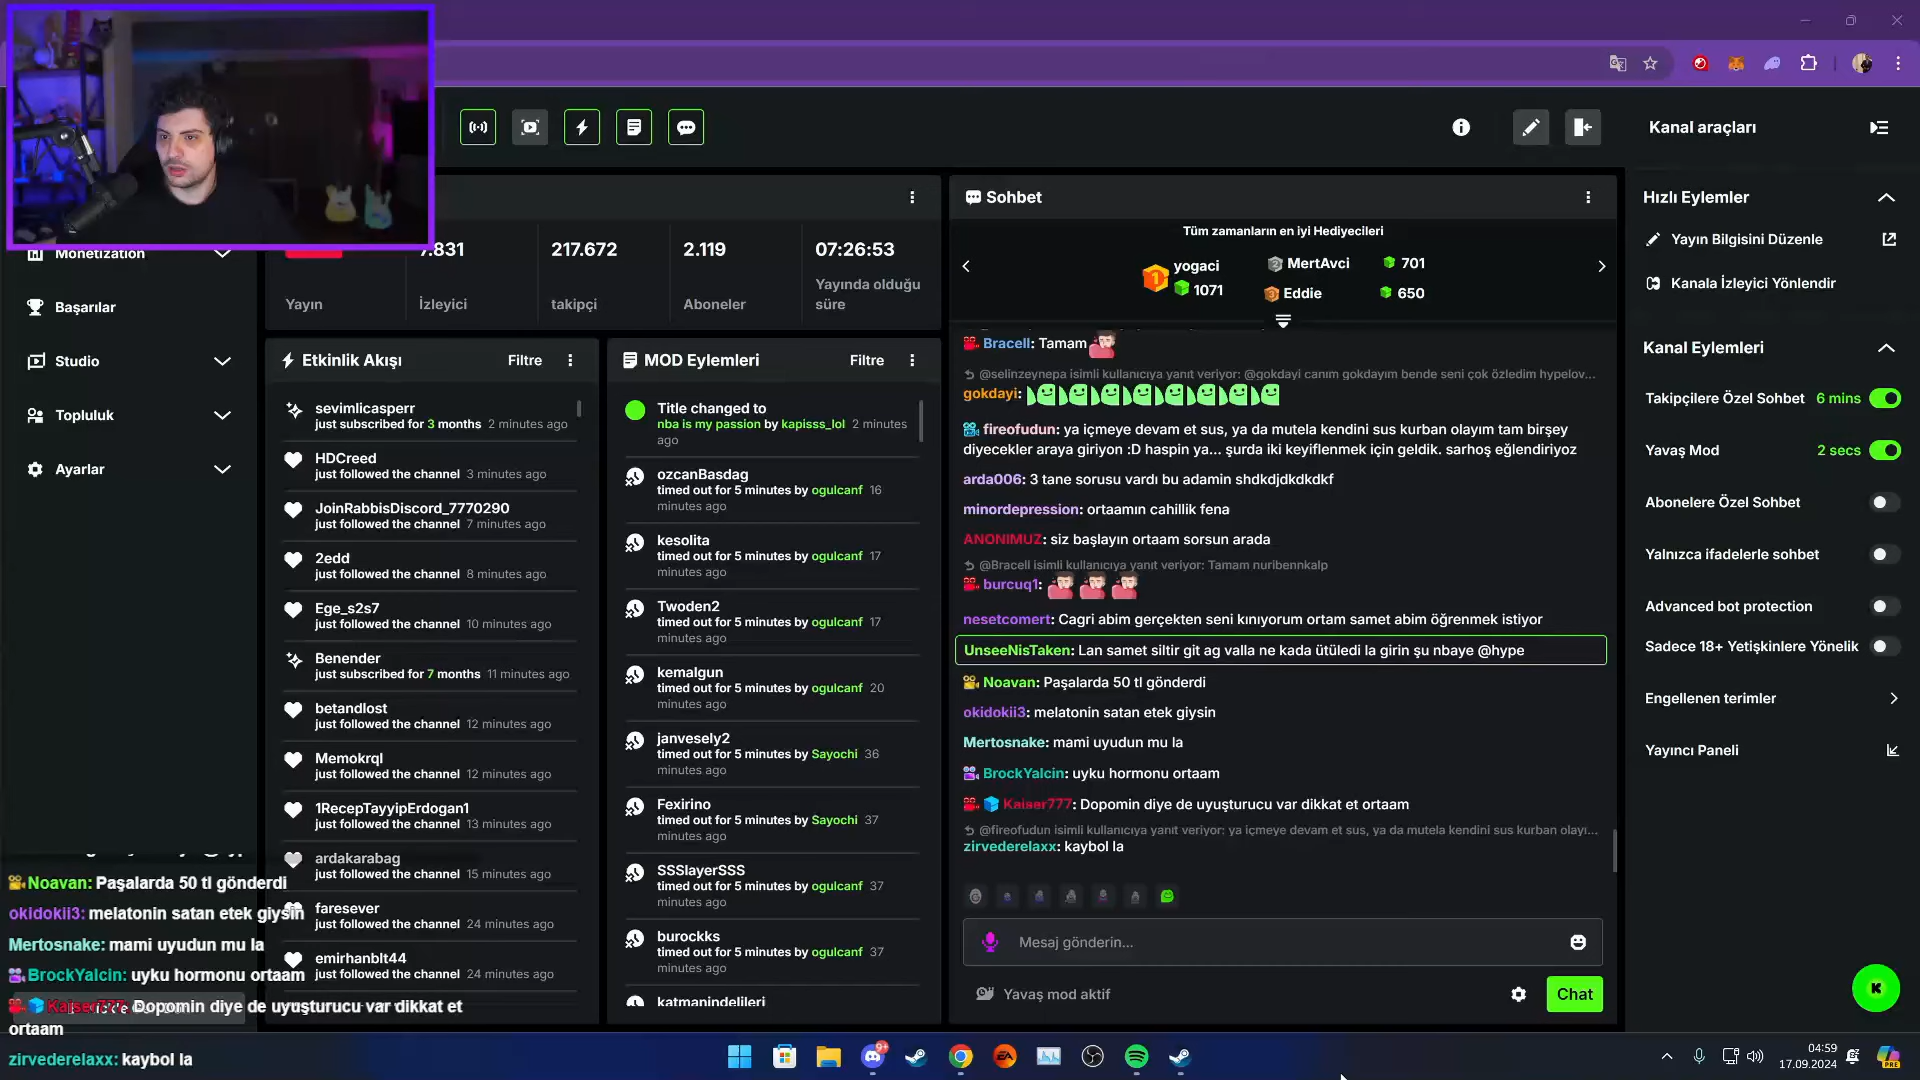 Kanal araçları
Monetization
Başarılar
Studio
Topluluk
Ayarlar
7.831
217.672
2.119
07:26:53
Yayın
İzleyici
takipçi
Aboneler
Yayında olduğu
süre
Etkinlik Akışı
Filtre
sevimlicasperr
just subscribed for 3 months 2 minutes ago
HDCreed
just followed the channel 3 minutes ago
JoinRabbisDiscord_7770290
just followed the channel 7 minutes ago
2edd
just followed the channel 8 minutes ago
Ege_s2s7
just followed the channel 10 minutes ago
Benender
just subscribed for 7 months 11 minutes ago
betandlost
just followed the channel 12 minutes ago
Memokrql
just followed the channel 12 minutes ago
1RecepTayyipErdogan1
just followed the channel 13 minutes ago
ardakarabag
just followed the channel 15 minutes ago
faresever
just followed the channel 24 minutes ago
emirhanblt44
just followed the channel 24 minutes ago
MOD Eylemleri
Filtre
Title changed to
nba is my passion by kapisss_lol 2 minutes
ago
ozcanBasdag
timed out for 5 minutes by ogulcanf 16
minutes ago
kesolita
timed out for 5 minutes by ogulcanf 17
minutes ago
Twoden2
timed out for 5 minutes by ogulcanf 17
minutes ago
kemalgun
timed out for 5 minutes by ogulcanf 20
minutes ago
janvesely2
timed out for 5 minutes by Sayochi 36
minutes ago
Fexirino
timed out for 5 minutes by Sayochi 37
minutes ago
SSSlayerSSS
timed out for 5 minutes by ogulcanf 37
minutes ago
burockks
timed out for 5 minutes by ogulcanf 37
minutes ago
katmanindelileri
Sohbet
Tüm zamanların en iyi Hediyecileri
1 yogaci
1071
2 MertAvci 701
3 Eddie 650
Bracell: Tamam
@selinzeynepa isimli kullanıcıya yanıt veriyor: @gokdayi canım gokdayım bende seni çok özledim hypelov...
gokdayi:
fireofudun: ya içmeye devam et sus, ya da mutela kendini sus kurban olayım tam birşey
diyecekler araya giriyon :D haspin ya... şurda iki keyiflenmek için geldik. sarhoş eğlendiriyoz
arda006: 3 tane sorusu vardı bu adamin shdkdjdkdkdkf
minordepression: ortaamın cahillik fena
ANONIMUZ: siz başlayın ortaam sorsun arada
@Bracell isimli kullanıcıya yanıt veriyor: Tamam nuribennkalp
burcuq1:
nesetcomert: Cagri abim gerçekten seni kınıyorum ortam samet abim öğrenmek istiyor
UnseeNisTaken: Lan samet siltir git ag valla ne kada ütüledi la girin şu nbaye @hype
Noavan: Paşalarda 50 tl gönderdi
okidokii3: melatonin satan etek giysin
Mertosnake: mami uyudun mu la
BrockYalcin: uyku hormonu ortaam
Kaiser777: Dopomin diye de uyuşturucu var dikkat et ortaam
@fireofudun isimli kullanıcıya yanıt veriyor: ya içmeye devam et sus, ya da mutela kendini sus kurban olayı...
zirvederelaxx: kaybol la
Mesaj gönderin...
Yavaş mod aktif
Chat
Hızlı Eylemler
Yayın Bilgisini Düzenle
Kanala İzleyici Yönlendir
Kanal Eylemleri
Takipçilere Özel Sohbet 6 mins
Yavaş Mod 2 secs
Abonelere Özel Sohbet
Yalnızca ifadelerle sohbet
Advanced bot protection
Sadece 18+ Yetişkinlere Yönelik
Engellenen terimler
Yayıncı Paneli
K
Noavan: Paşalarda 50 tl gönderdi
okidokii3: melatonin satan etek giysin
Mertosnake: mami uyudun mu la
BrockYalcin: uyku hormonu ortaam
Kaiser777: Dopomin diye de uyuşturucu var dikkat et
ortaam
zirvederelaxx: kaybol la
9+
EA
04:59
17.09.2024
PRE